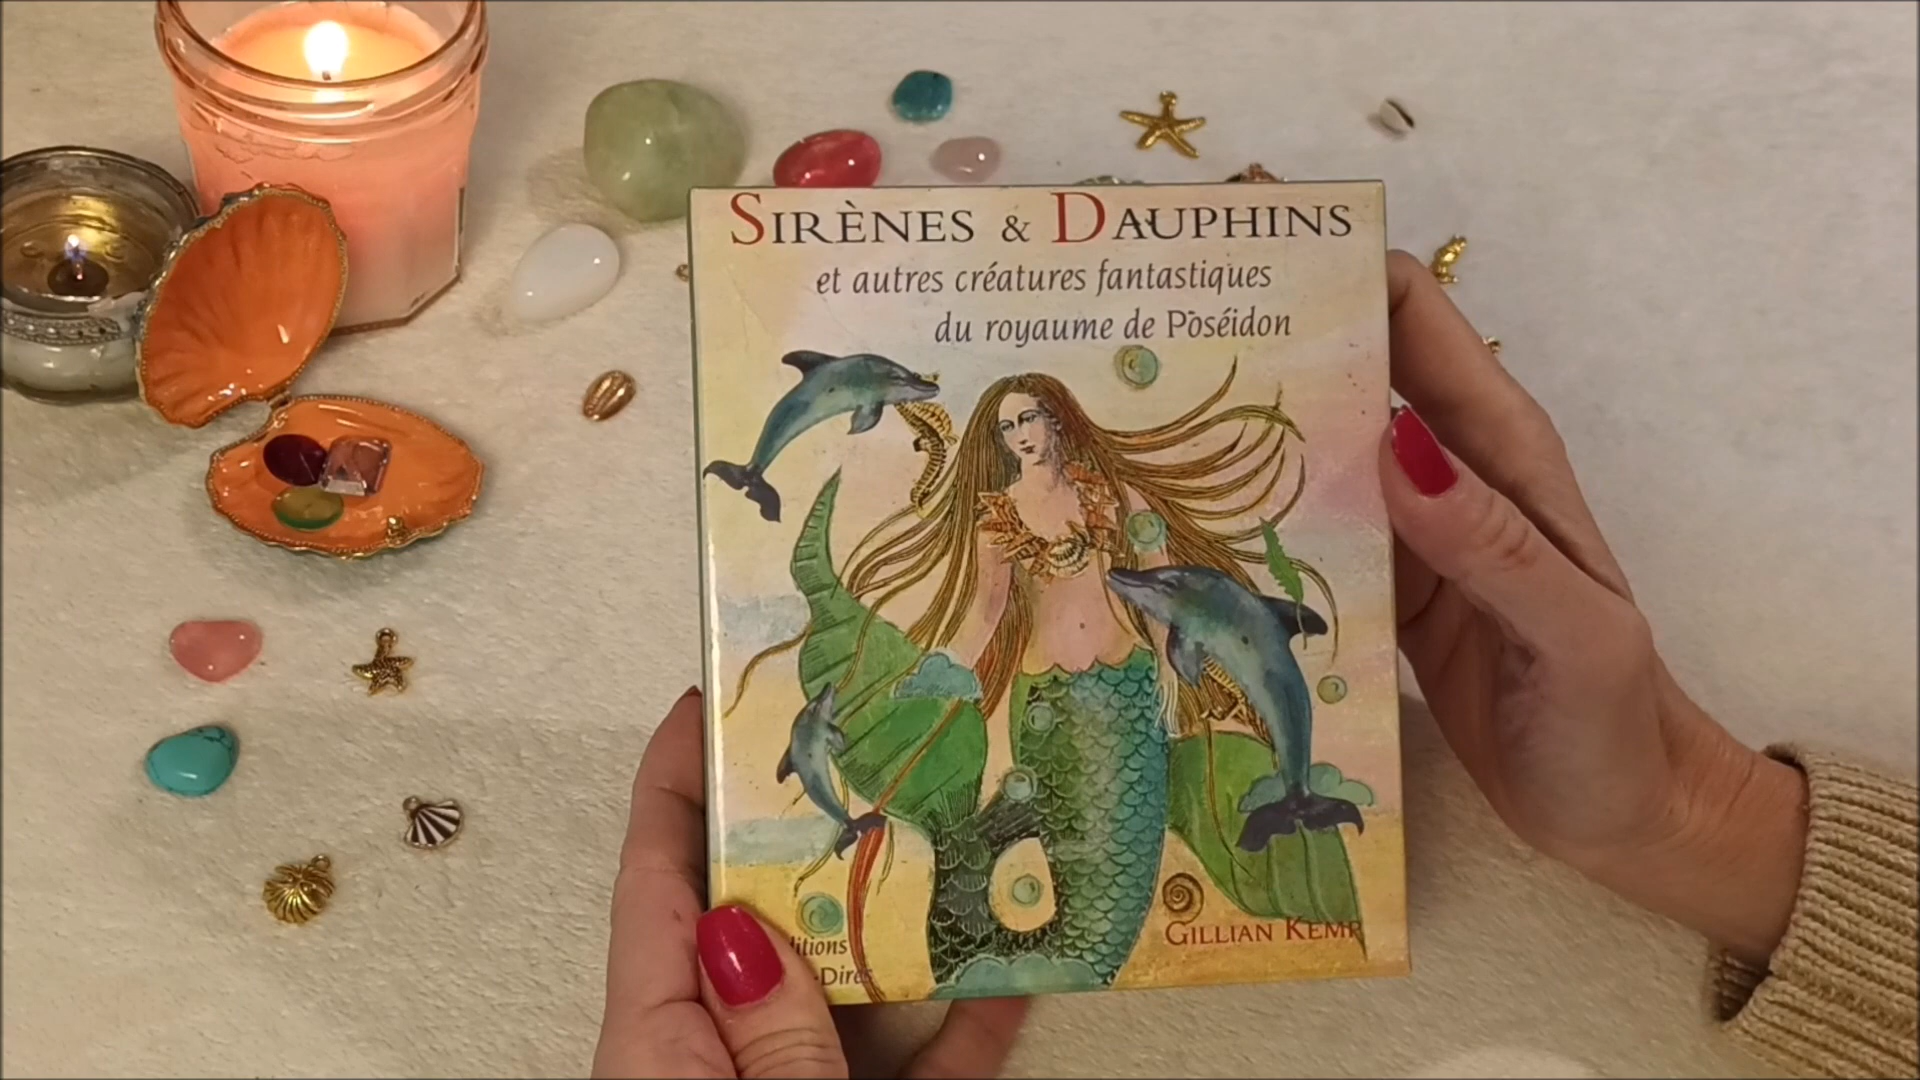 SIRÈNES & DAUPHINS
et autres créatures fantastiques
du royaume de Poséidon
GILLIAN KEMP